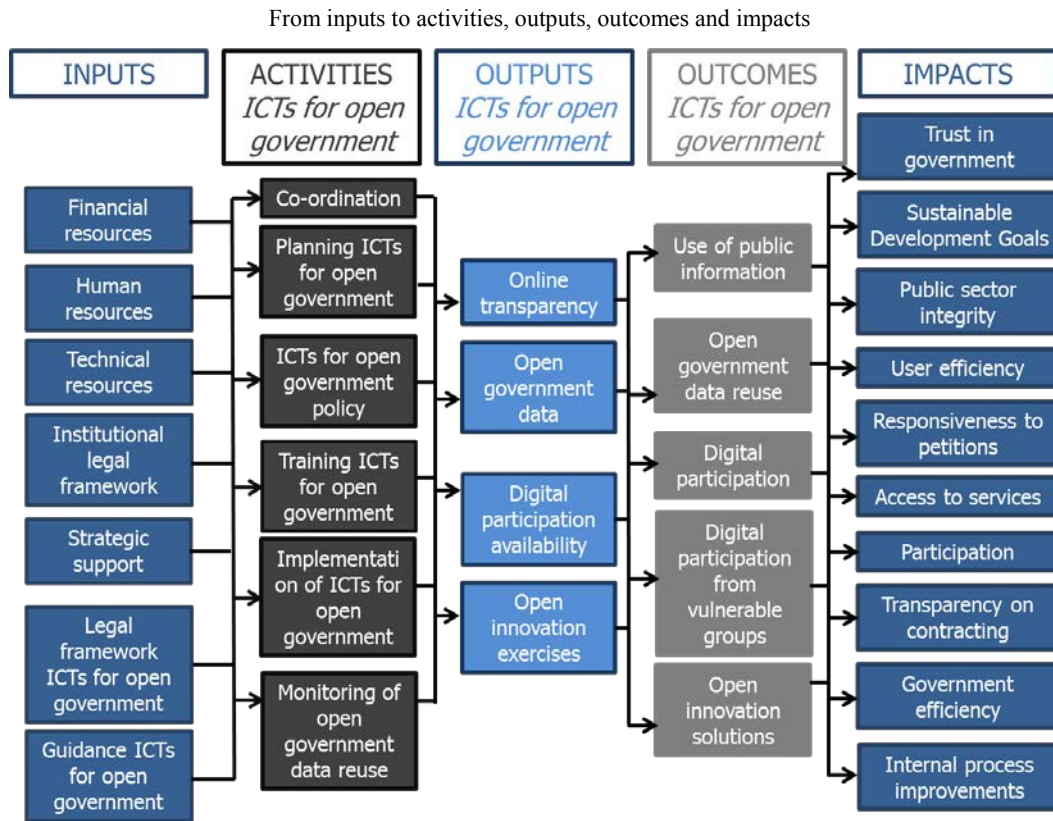 From inputs to activities, outputs, outcomes and impacts
INPUTS
ACTIVITIES
ICTs for open
government
OUTPUTS
ICTs for open
government
OUTCOMES
ICTs for open
government
IMPACTS
Financial
resources
Human
resources
Technical
resources
Institutional
legal
framework
Strategic
support
Legal
framework
ICTs for open
government
Guidance ICTs
for open
government
Co-ordination
Planning ICTs
for open
government
ICTs for open
government
policy
Training ICTs
for open
government
Implementati
on of ICTs for
open
government
Monitoring of
open
government
data reuse
Online
transparency
Open
government
data
Digital
participation
availability
Open
innovation
exercises
Use of public
information
Open
government
data reuse
Digital
participation
Digital
participation
from
vulnerable
groups
Open
innovation
solutions
Trust in
government
Sustainable
Development Goals
Public sector
integrity
User efficiency
Responsiveness to
petitions
Access to services
Participation
Transparency on
contracting
Government
efficiency
Internal process
improvements